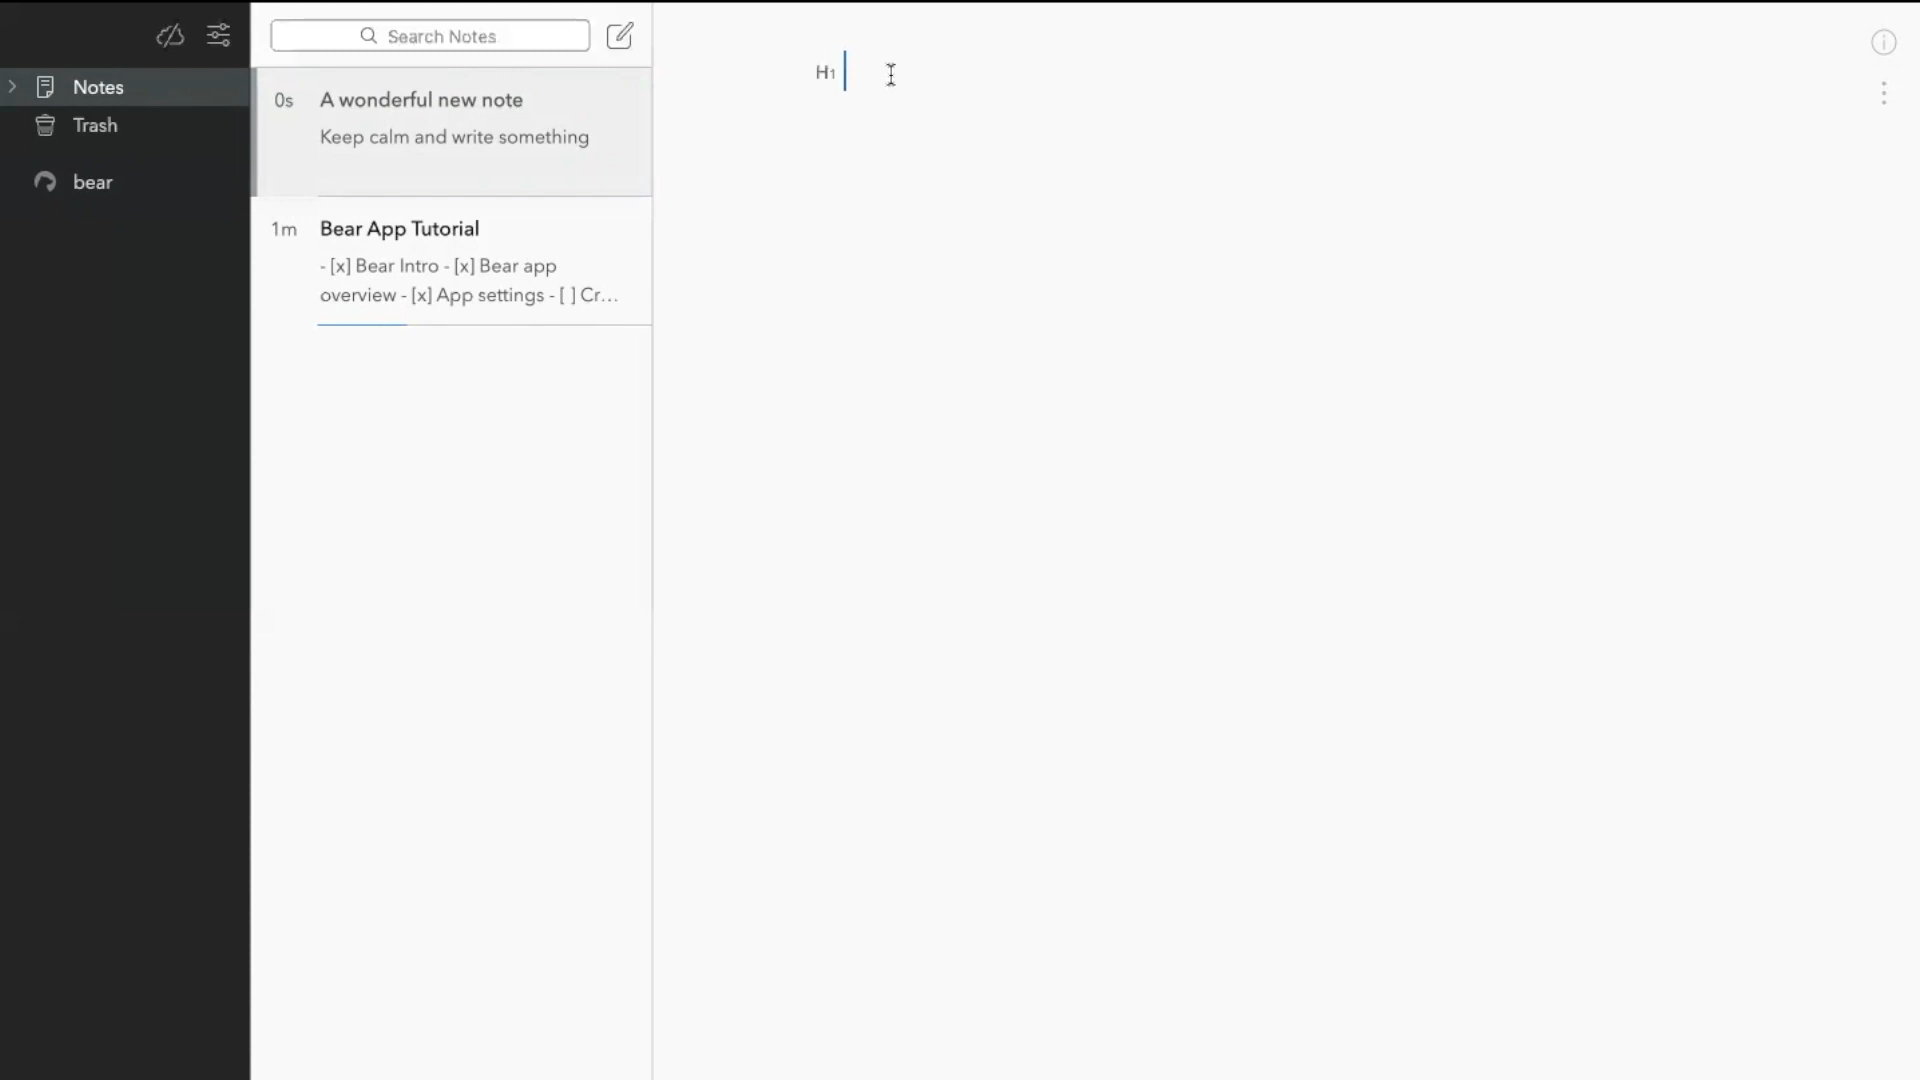 Search Notes
Notes
Trash
bear
0s
A wonderful new note
Keep calm and write something
1m
Bear App Tutorial
- [x] Bear Intro - [x] Bear app
overview - [x] App settings - [ ] Cr...
H1